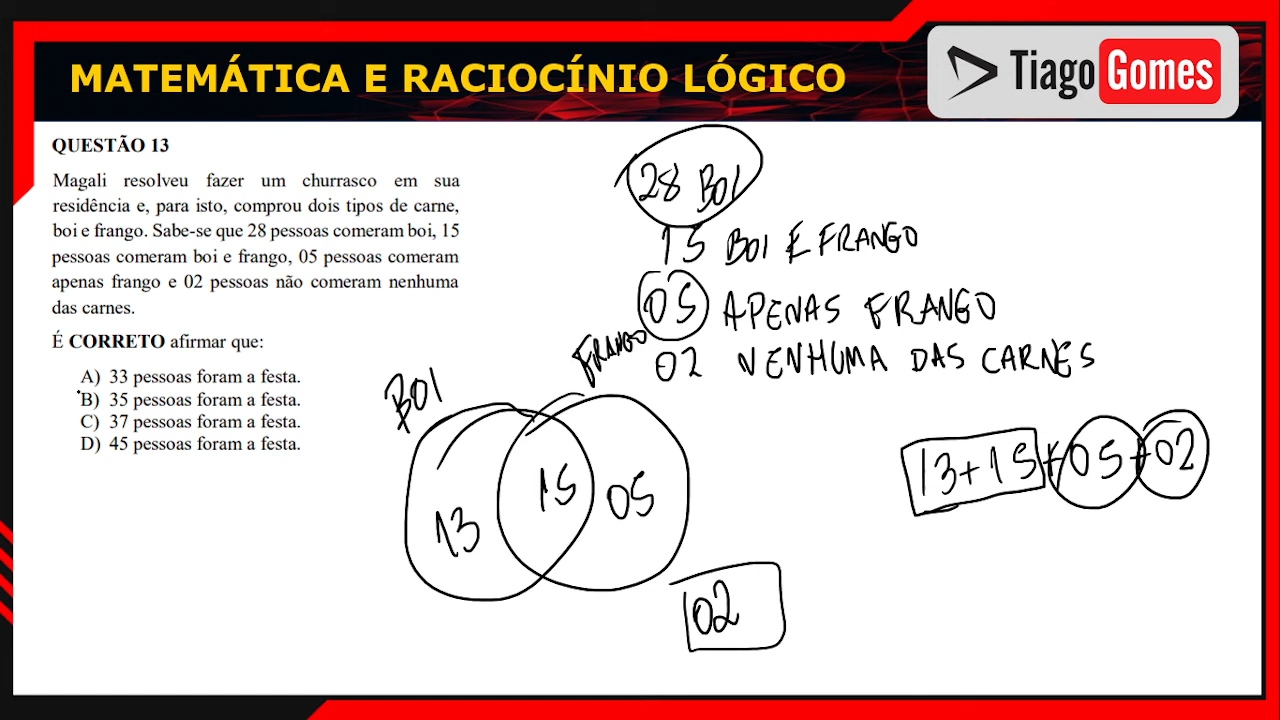 MATEMÁTICA E RACIOCÍNIO LÓGICO
Tiago Gomes
QUESTÃO 13
Magali resolveu fazer um churrasco em sua
residência e, para isto, comprou dois tipos de carne,
boi e frango. Sabe-se que 28 pessoas comeram boi, 15
pessoas comeram boi e frango, 05 pessoas comeram
apenas frango e 02 pessoas não comeram nenhuma
das carnes.
É CORRETO afirmar que:
A) 33 pessoas foram a festa.
B) 35 pessoas foram a festa.
C) 37 pessoas foram a festa.
D) 45 pessoas foram a festa.
28 BOI
15 BOI E FRANGO
05 APENAS FRANGO
02 NENHUMA DAS CARNES
BOI
FRANGO
13
15
05
02
13+15+05+02